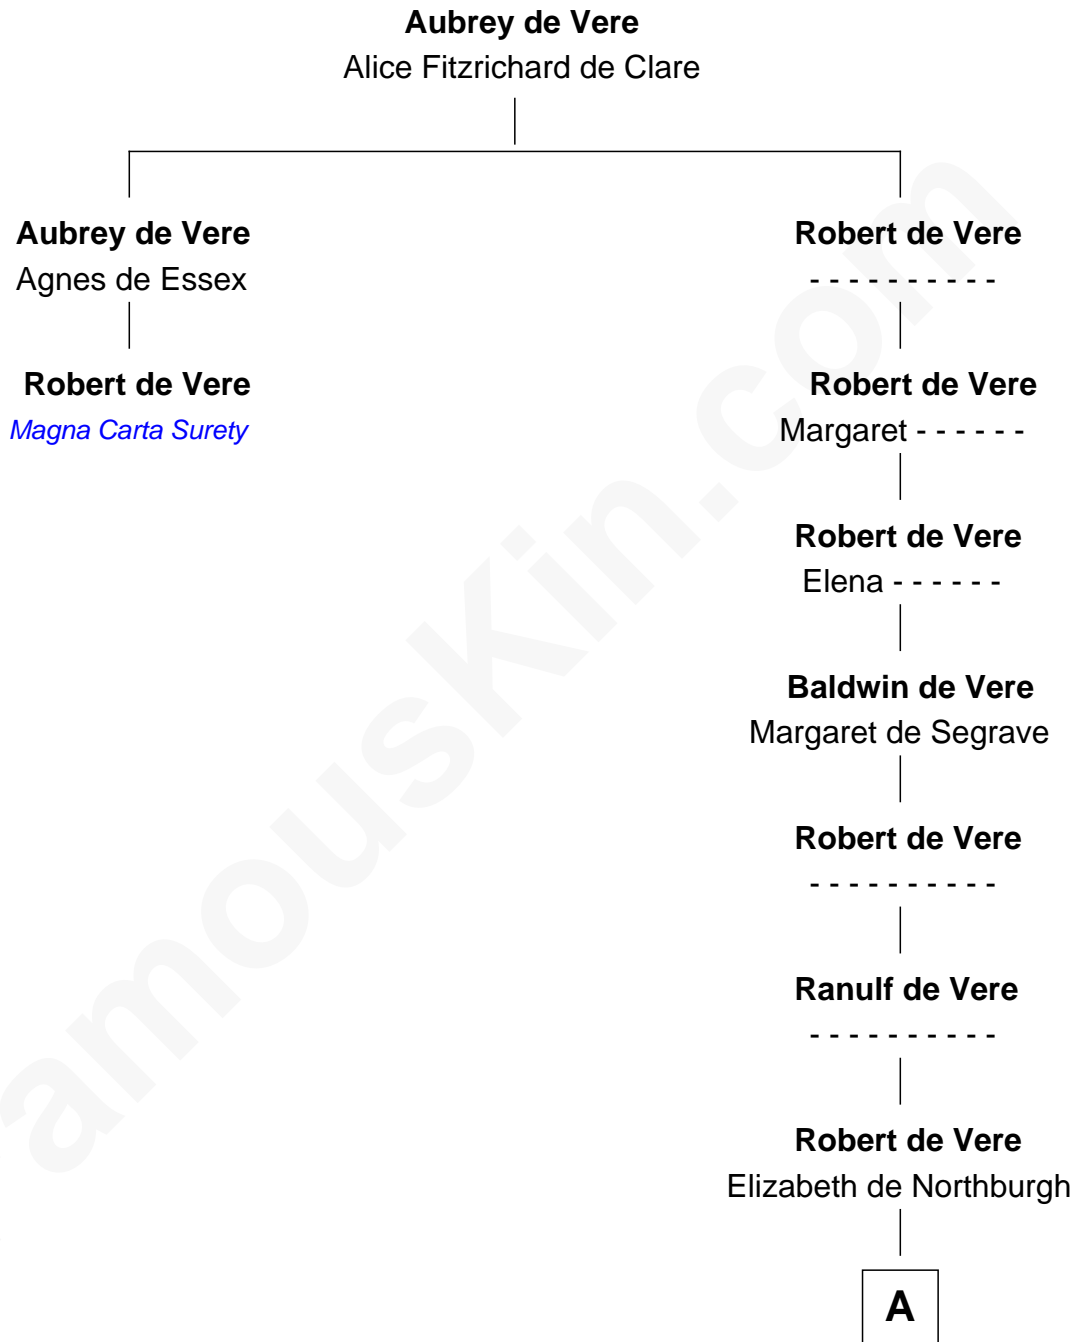 Aubrey de Vere
Alice Fitzrichard de Clare
Aubrey de Vere
Agnes de Essex
Robert de Vere
Magna Carta Surety
Robert de Vere
- - - - - - - - - -
Robert de Vere
Margaret - - - - - -
Robert de Vere
Elena - - - - - -
Baldwin de Vere
Margaret de Segrave
Robert de Vere
- - - - - - - - - -
Ranulf de Vere
- - - - - - - - - -
Robert de Vere
Elizabeth de Northburgh
A
amouskin.com